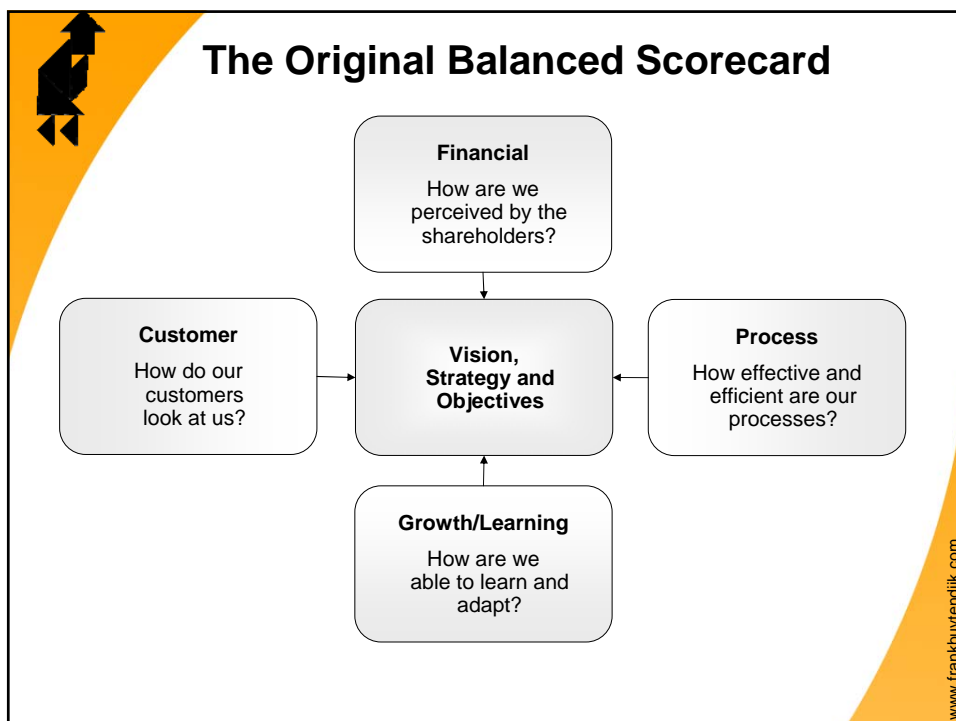 The Original Balanced Scorecard
Financial
How are we
perceived by the
shareholders?
Customer
How do our
customers
look at us?
Vision,
Strategy and
Objectives
Process
How effective and
efficient are our
processes?
Growth/Learning
How are we
able to learn and
adapt?
www.frankbuytendijk.com